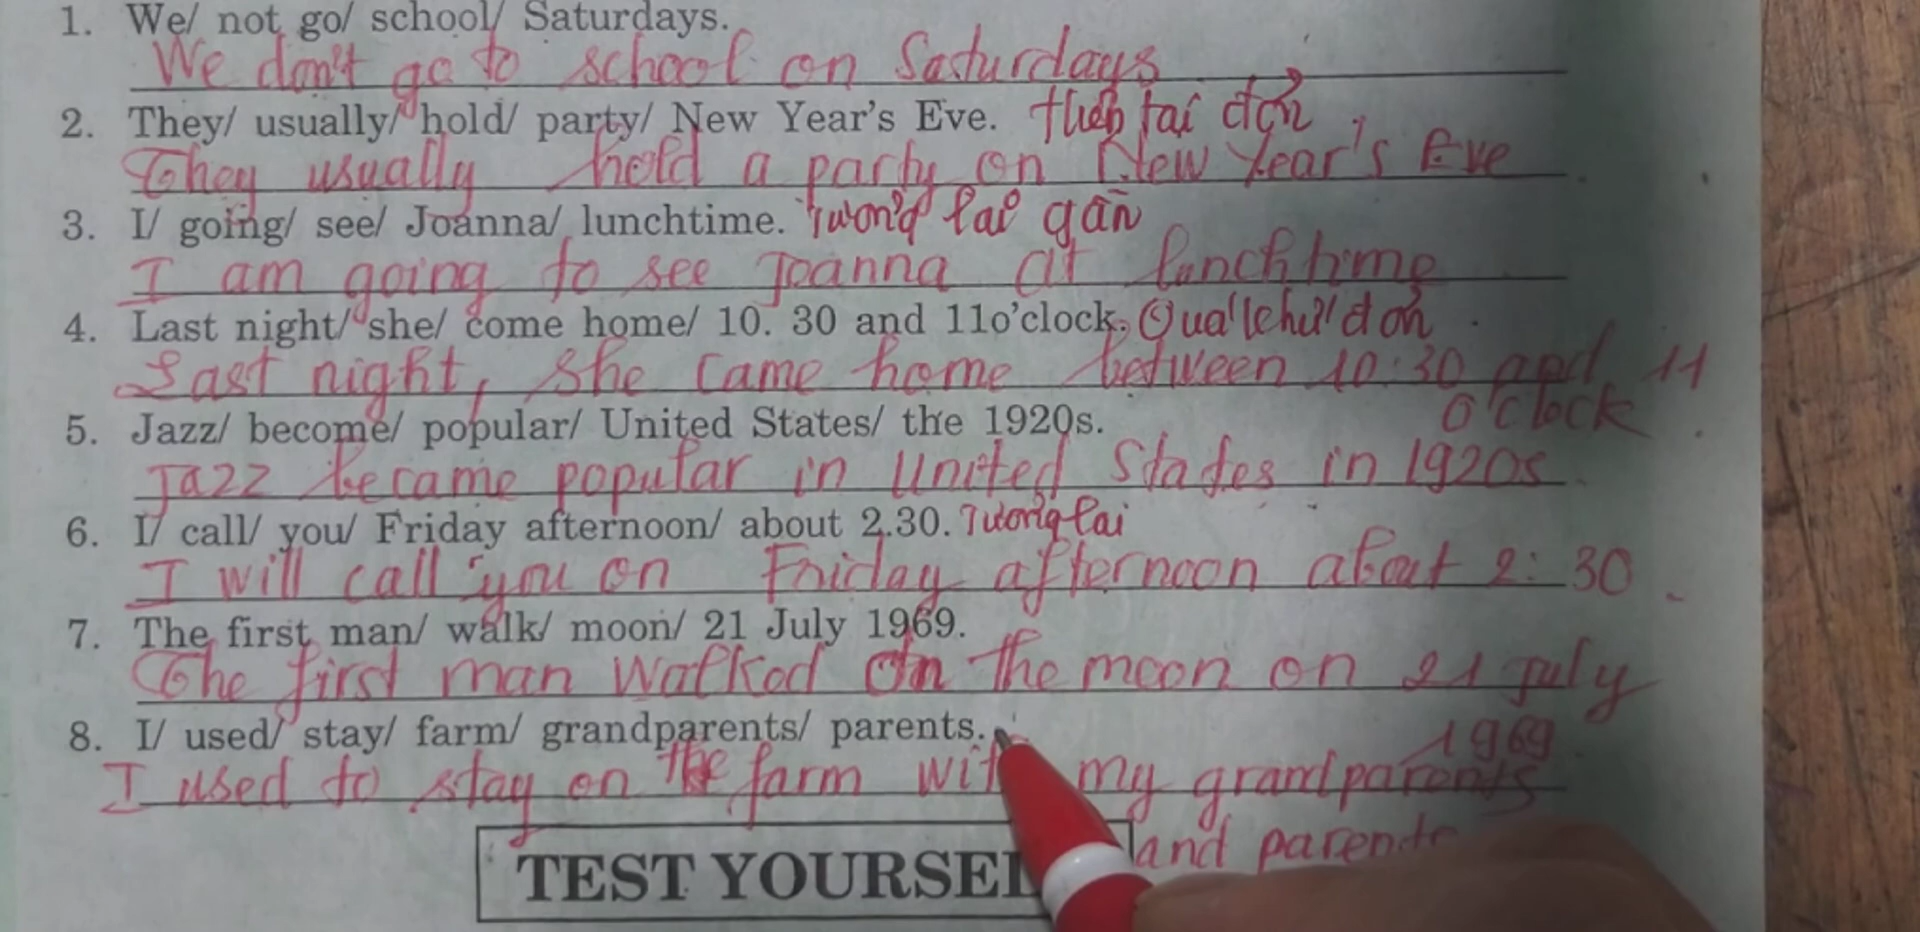 1. We/ not go/ school/ Saturdays.
We don't go to school on Saturdays
2. They/ usually/ hold/ party/ New Year's Eve. tiếp tại đơn
They usually hold a party on New Year's Eve
3. I/ going/ see/ Joanna/ lunchtime. Tương lai gần
I am going to see Joanna at lunchtime
4. Last night/ she/ come home/ 10. 30 and 11o'clock. Quá khứ đơn
Last night, she came home between 10:30 and 11
o'clock
5. Jazz/ become/ popular/ United States/ the 1920s.
Jazz became popular in United States in 1920s
6. I/ call/ you/ Friday afternoon/ about 2.30. Tương lai
I will call you on Friday afternoon about 2:30
7. The first man/ walk/ moon/ 21 July 1969.
The first man walked on the moon on 21 July
1969
8. I/ used/ stay/ farm/ grandparents/ parents.
I used to stay on the farm with my grandparents
and parents
TEST YOURSEL